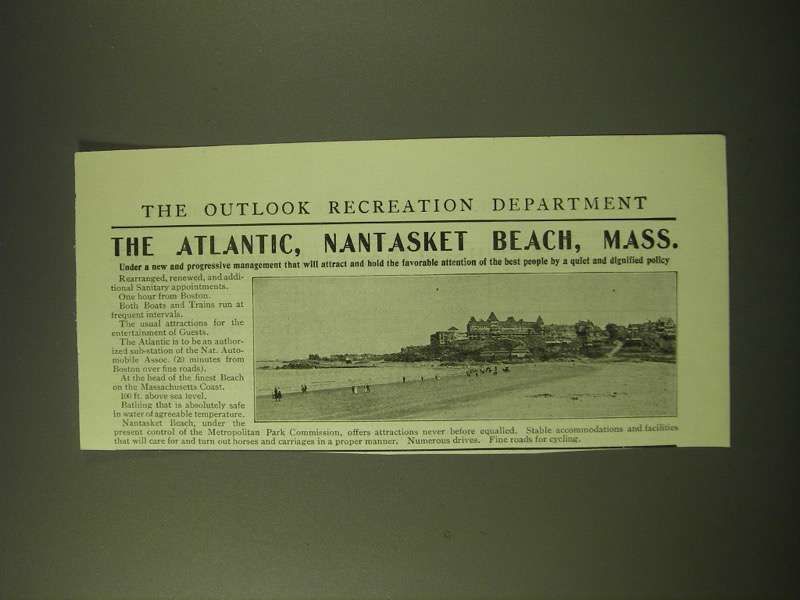 THE OUTLOOK RECREATION DEPARTMENT
THE ATLANTIC, NANTASKET BEACH, MASS.
Under a new and progressive management that will attract and hold the favorable attention of the best people by a quiet and dignified policy
Rearranged, renewed, and addi-
tional Sanitary appointments.
One hour from Boston.
Both Boats and Trains run at
frequent intervals.
The usual attractions for the
entertainment of Guests.
The Atlantic is to be an author-
ized sub-station of the Nat. Auto-
mobile Assoc. (20 minutes from
Boston over fine roads).
At the head of the finest Beach
on the Massachusetts Coast.
100 ft. above sea level.
Bathing that is absolutely safe
in water of agreeable temperature.
Nantasket Beach, under the
present control of the Metropolitan Park Commission, offers attractions never before equalled. Stable accommodations and facilities
that will care for and turn out horses and carriages in a proper manner. Numerous drives. Fine roads for cycling.